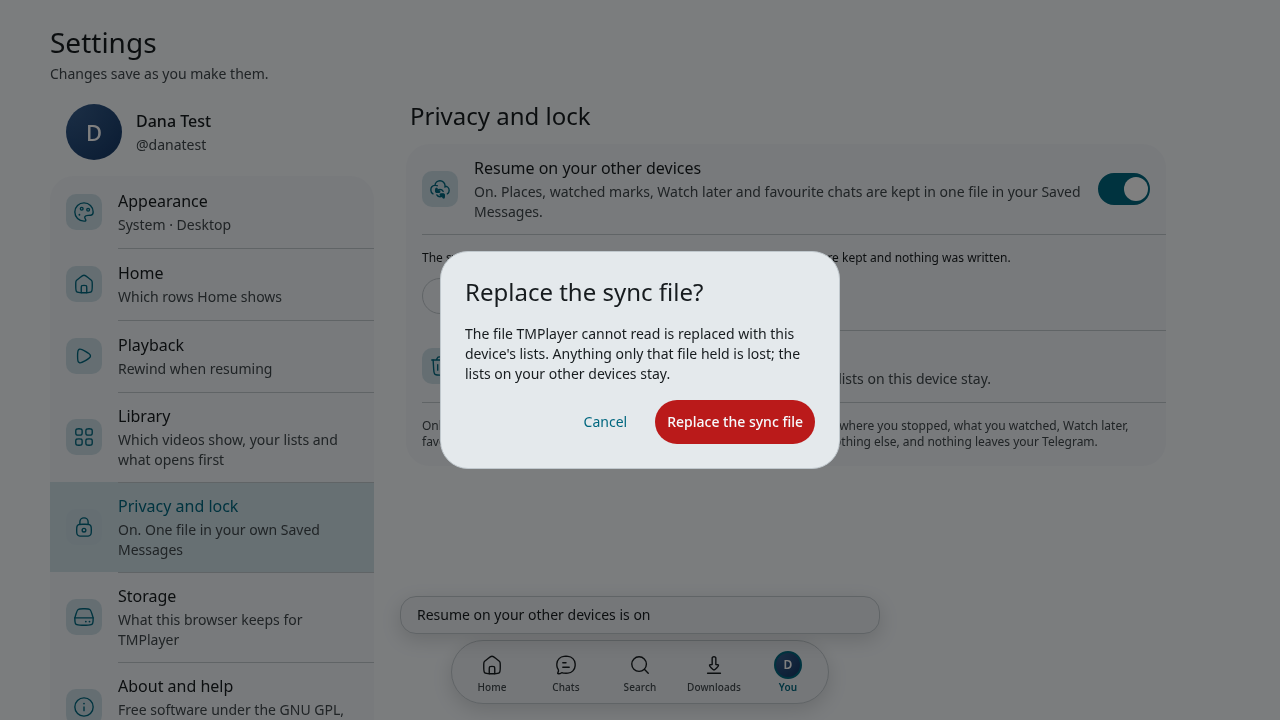 Settings
Changes save as you make them.
D
Dana Test
@danatest
Appearance
System · Desktop
Home
Which rows Home shows
Playback
Rewind when resuming
Library
Which videos show, your lists and
what opens first
Privacy and lock
On. One file in your own Saved
Messages
Storage
What this browser keeps for
TMPlayer
About and help
Free software under the GNU GPL,
Privacy and lock
Resume on your other devices
On. Places, watched marks, Watch later and favourite chats are kept in one file in your Saved
Messages.
The
kept and nothing was written.
lists on this device stay.
where you stopped, what you watched, Watch later,
else, and nothing leaves your Telegram.
Replace the sync file?
The file TMPlayer cannot read is replaced with this
device's lists. Anything only that file held is lost; the
lists on your other devices stay.
Cancel
Replace the sync file
Resume on your other devices is on
Home
Chats
Search
Downloads
D
You